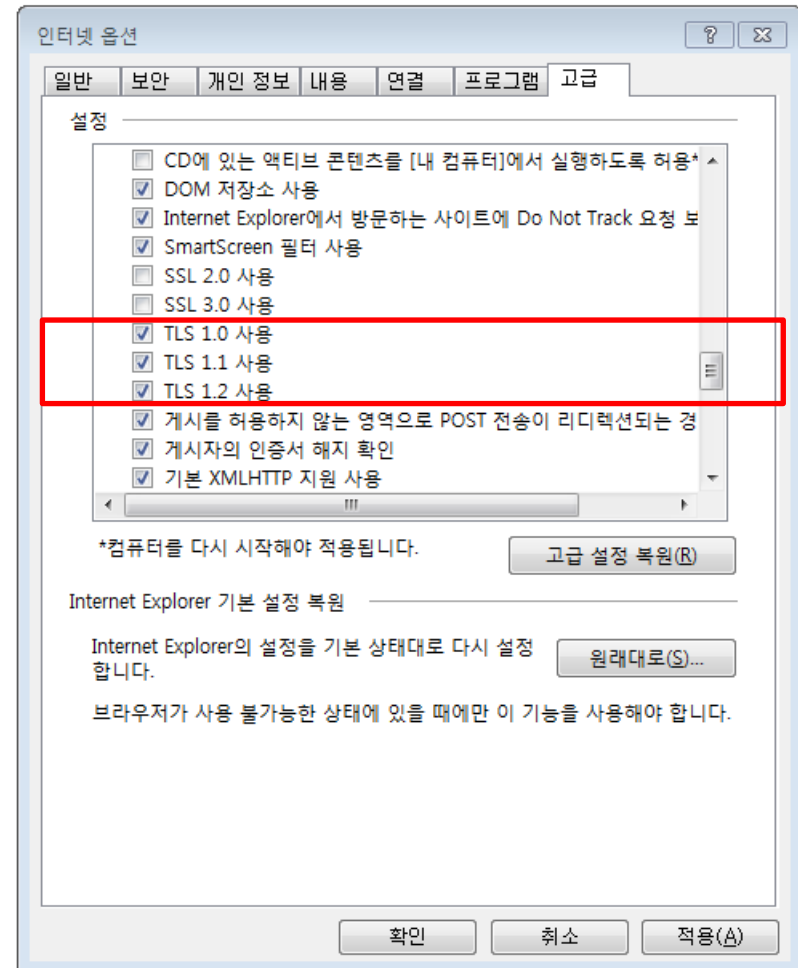 인터넷 옵션
일반 보안 개인 정보 내용 연결 프로그램 고급
설정
CD에 있는 액티브 콘텐츠를 [내 컴퓨터]에서 실행하도록 허용*
DOM 저장소 사용
Internet Explorer에서 방문하는 사이트에 Do Not Track 요청 보
SmartScreen 필터 사용
SSL 2.0 사용
SSL 3.0 사용
TLS 1.0 사용
TLS 1.1 사용
TLS 1.2 사용
게시를 허용하지 않는 영역으로 POST 전송이 리디렉션되는 경
게시자의 인증서 해지 확인
기본 XMLHTTP 지원 사용
*컴퓨터를 다시 시작해야 적용됩니다.
고급 설정 복원(R)
Internet Explorer 기본 설정 복원
Internet Explorer의 설정을 기본 상태대로 다시 설정
합니다.
원래대로(S)...
브라우저가 사용 불가능한 상태에 있을 때에만 이 기능을 사용해야 합니다.
확인 취소 적용(A)